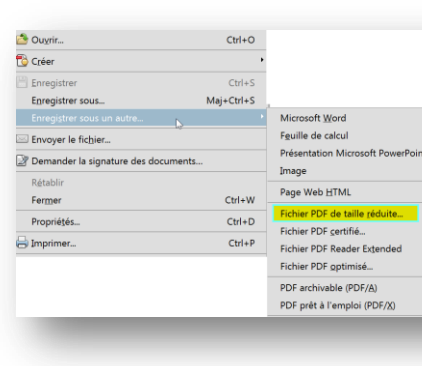 Ouvrir... Ctrl+O
Créer
Enregistrer Ctrl+S
Enregistrer sous... Maj+Ctrl+S
Enregistrer sous un autre...
Envoyer le fichier...
Demander la signature des documents...
Rétablir
Fermer Ctrl+W
Propriétés... Ctrl+D
Imprimer... Ctrl+P
Microsoft Word
Feuille de calcul
Présentation Microsoft PowerPoin
Image
Page Web HTML
Fichier PDF de taille réduite...
Fichier PDF certifié...
Fichier PDF Reader Extended
Fichier PDF optimisé...
PDF archivable (PDF/A)
PDF prêt à l'emploi (PDF/X)